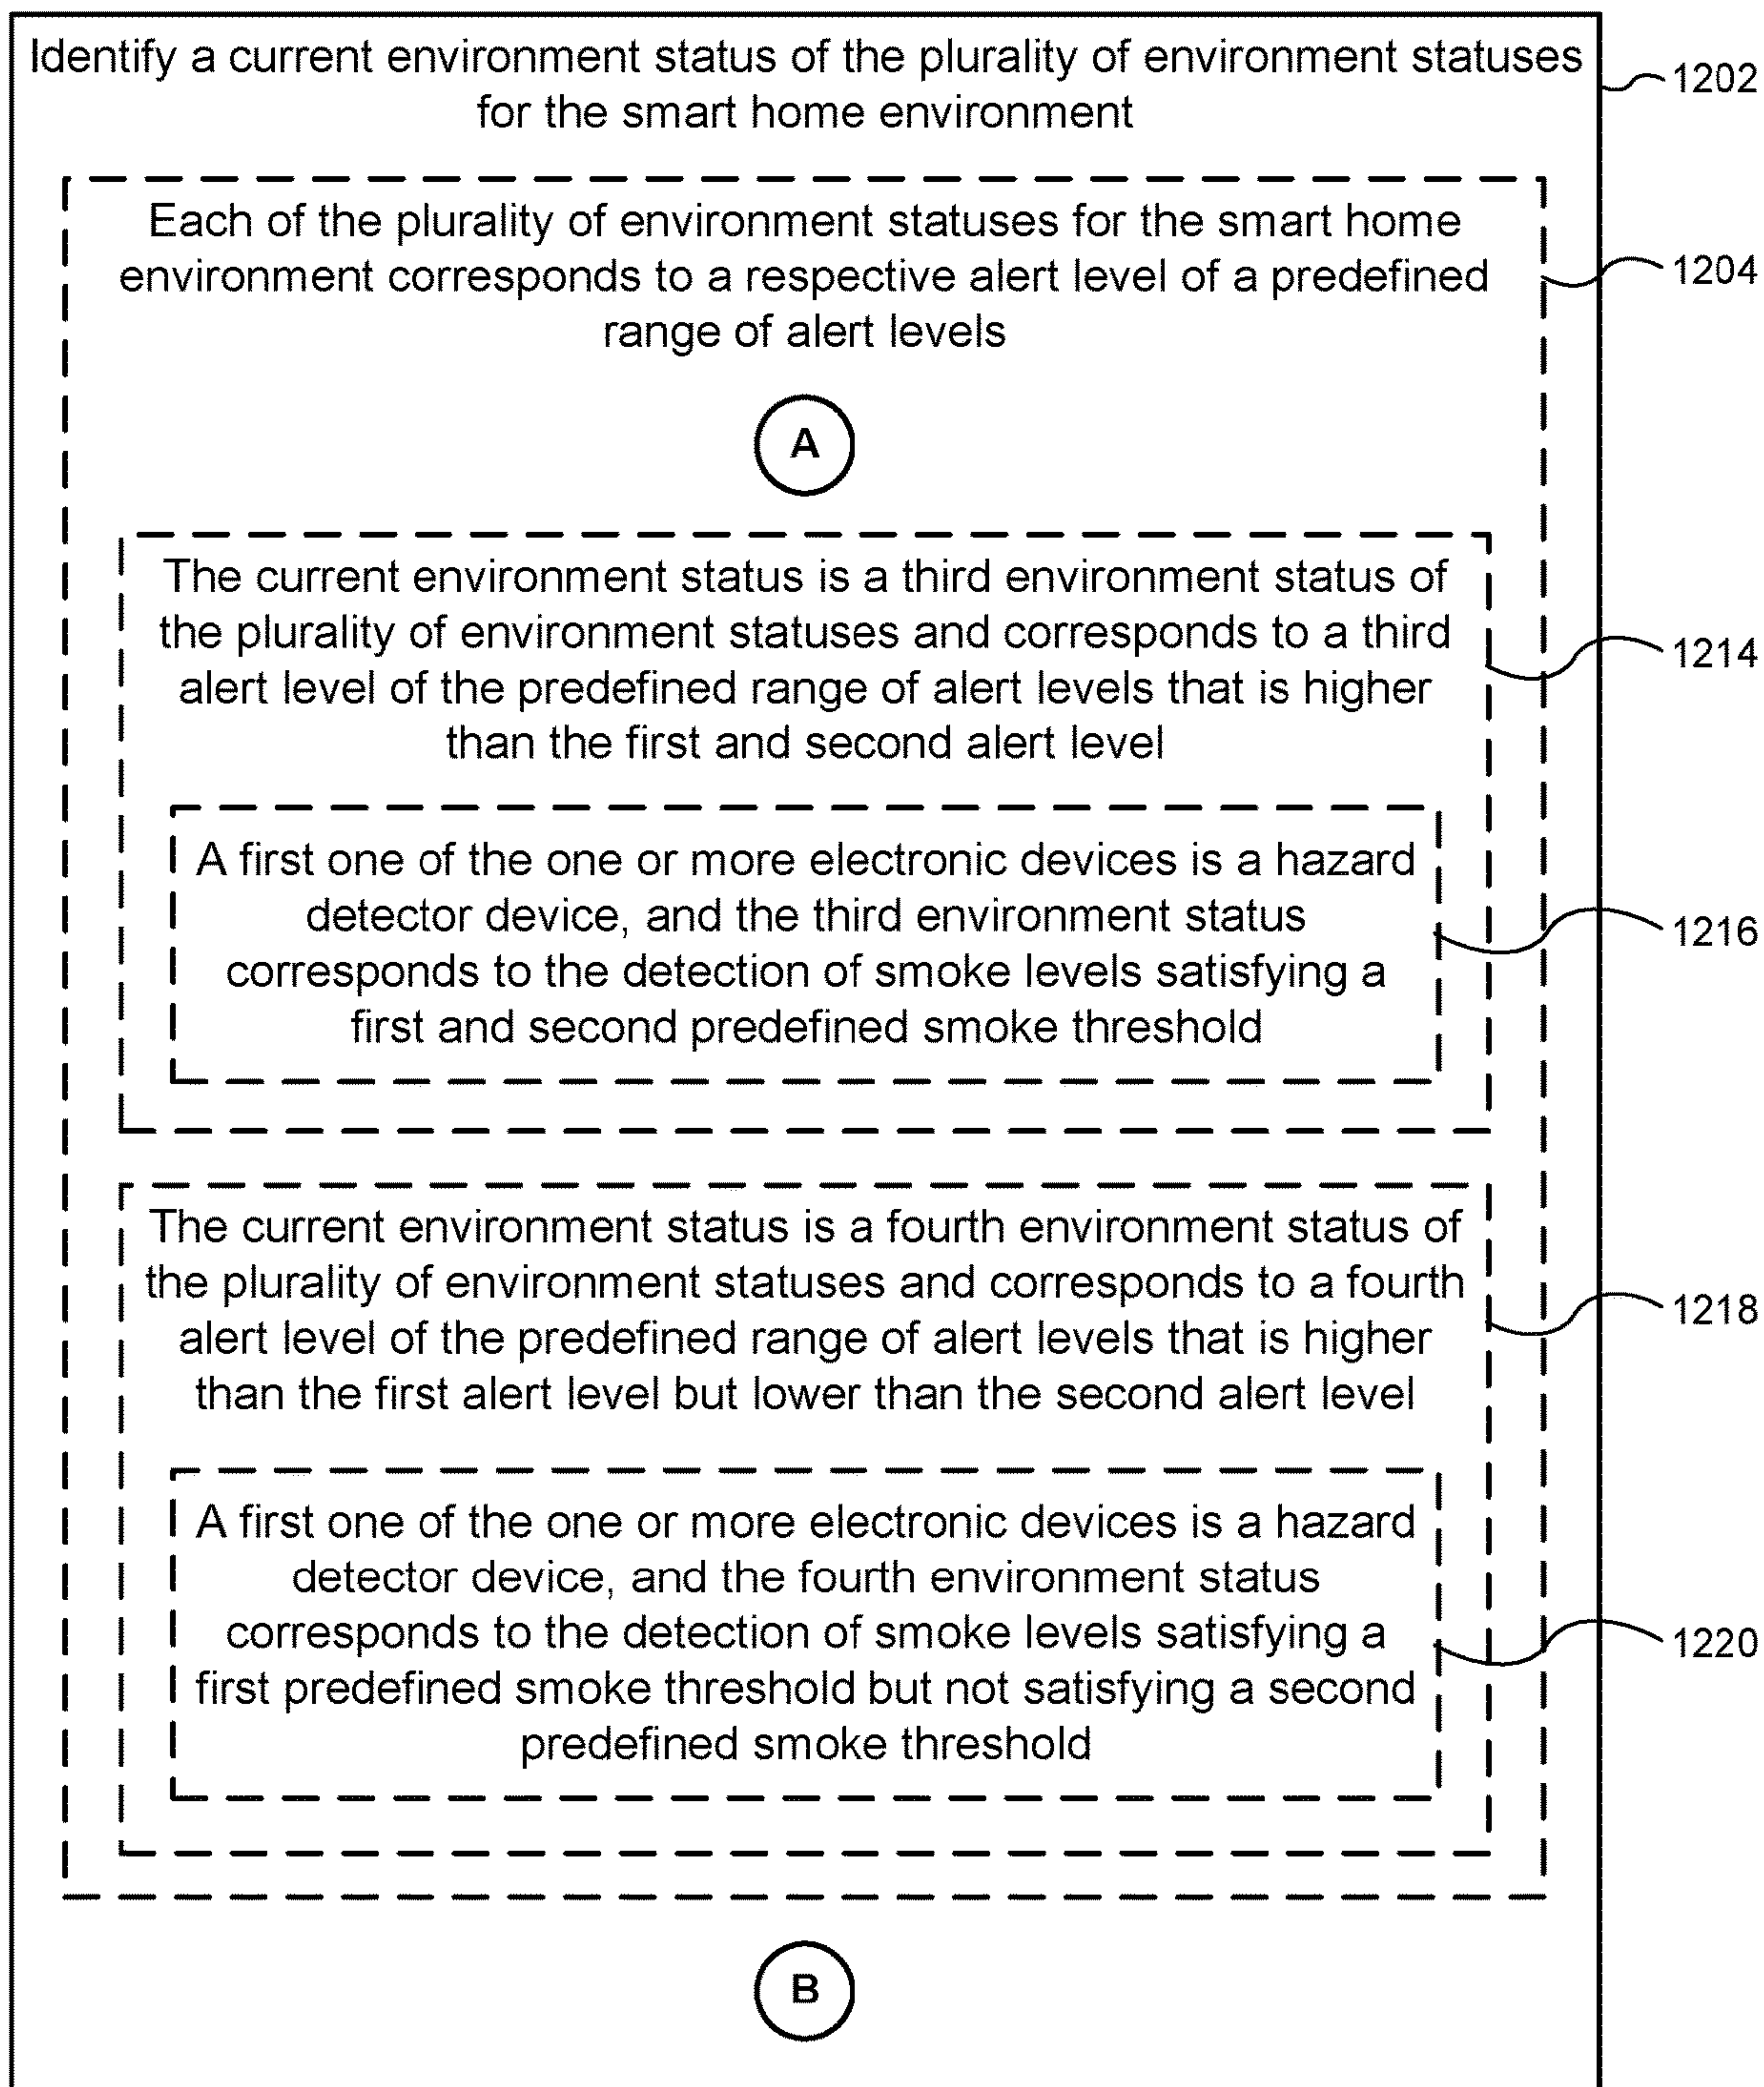 Identify a current environment status of the plurality of environment statuses
for the smart home environment
1202
Each of the plurality of environment statuses for the smart home
environment corresponds to a respective alert level of a predefined
range of alert levels
1204
A
The current environment status is a third environment status of
the plurality of environment statuses and corresponds to a third
alert level of the predefined range of alert levels that is higher
than the first and second alert level
1214
A first one of the one or more electronic devices is a hazard
detector device, and the third environment status
corresponds to the detection of smoke levels satisfying a
first and second predefined smoke threshold
1216
The current environment status is a fourth environment status of
the plurality of environment statuses and corresponds to a fourth
alert level of the predefined range of alert levels that is higher
than the first alert level but lower than the second alert level
1218
A first one of the one or more electronic devices is a hazard
detector device, and the fourth environment status
corresponds to the detection of smoke levels satisfying a
first predefined smoke threshold but not satisfying a second
predefined smoke threshold
1220
B